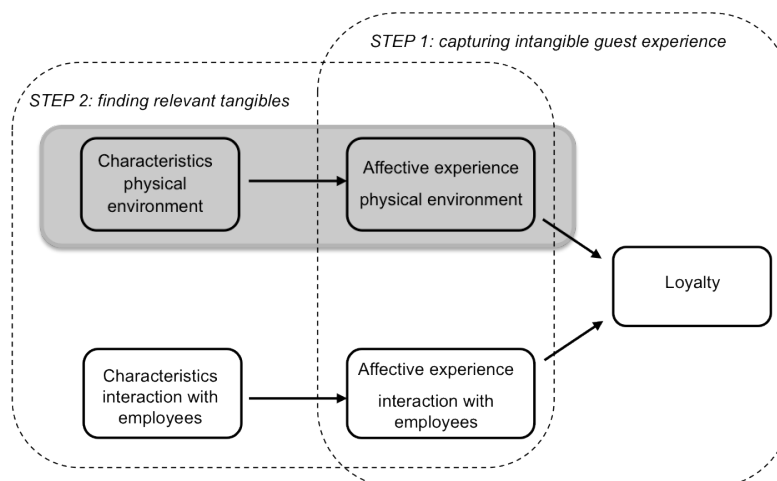 STEP 1: capturing intangible guest experience
STEP 2: finding relevant tangibles
Characteristics
physical
environment
Affective experience
physical environment
Loyalty
Characteristics
interaction with
employees
Affective experience
interaction with
employees